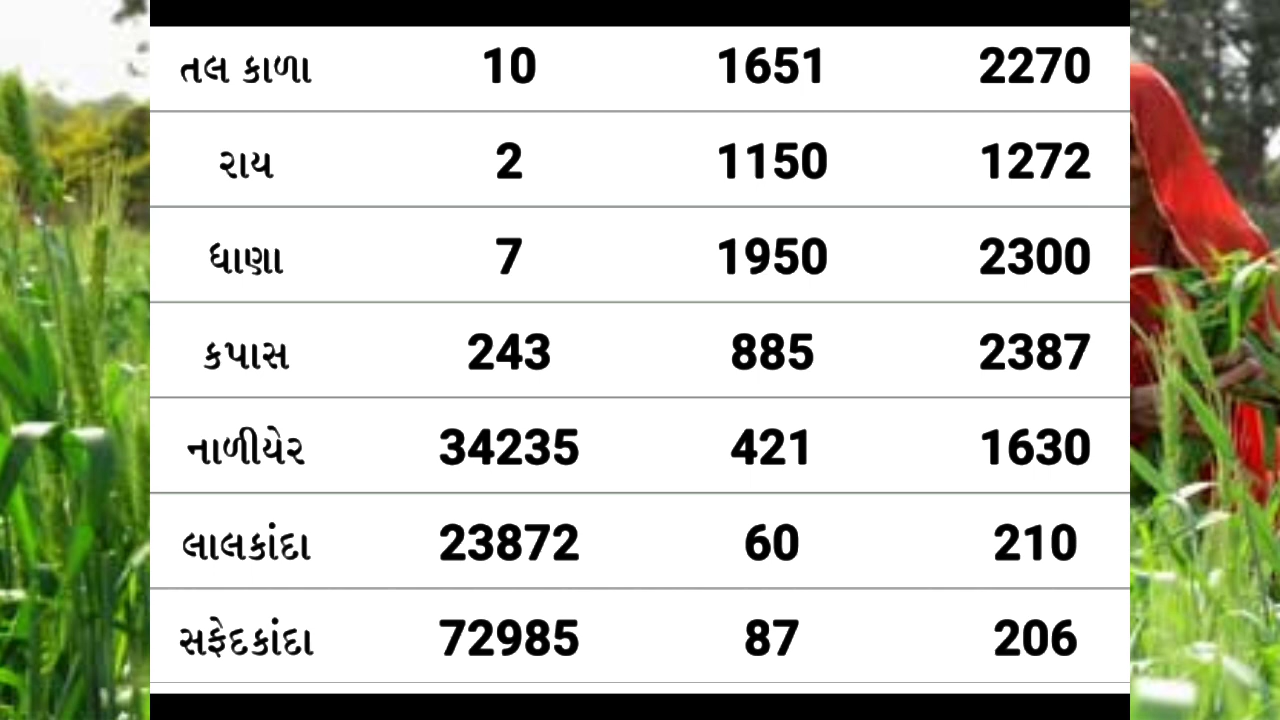 તલ કાળા 10 1651 2270
રાય 2 1150 1272
ધાણા 7 1950 2300
કપાસ 243 885 2387
નાળીયેર 34235 421 1630
લાલકાંદા 23872 60 210
સફેદકાંદા 72985 87 206